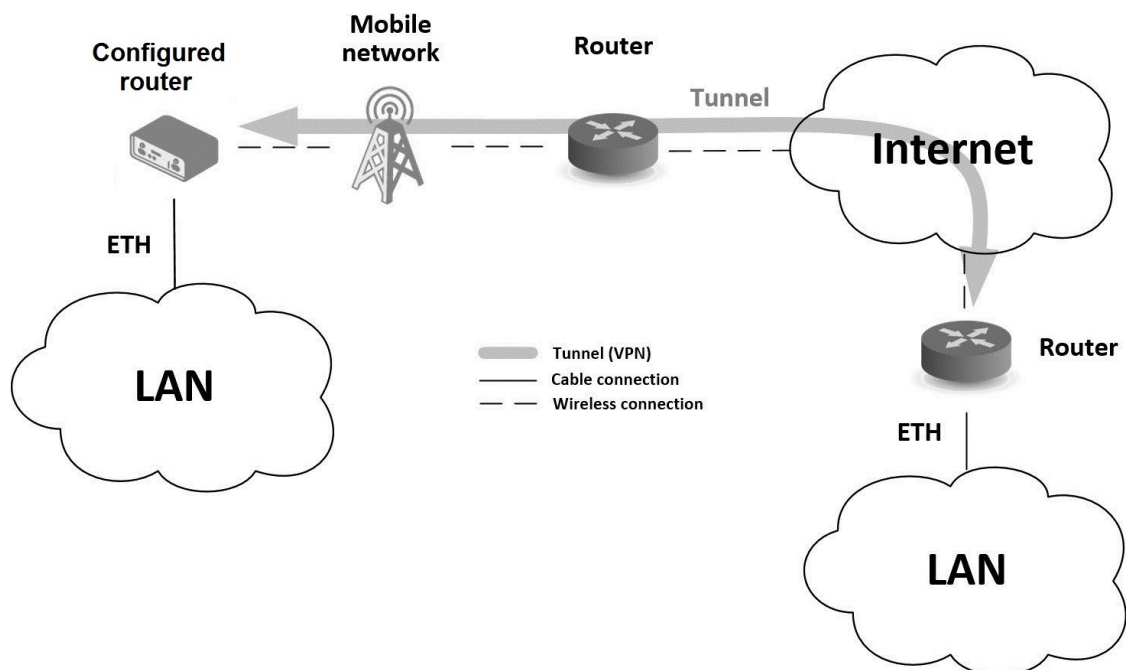 Mobile
network
Configured
router
Router
Tunnel
Internet
ETH
LAN
Tunnel (VPN)
Cable connection
Wireless connection
Router
ETH
LAN